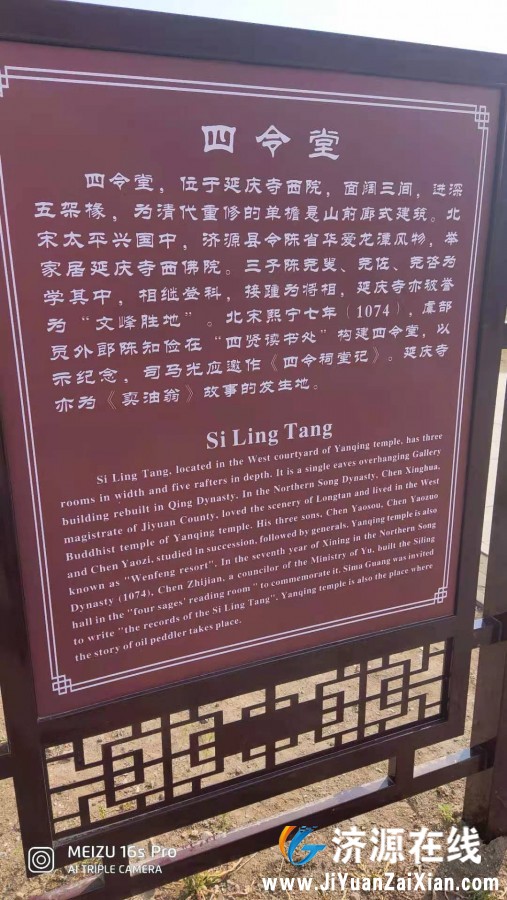 四令堂
四令堂，位于延庆寺西院，面阔三间，进深
五架椽，为清代重修的单檐悬山前廊式建筑。北
宋太平兴国中，济源县令陈省华爱龙潭风物，举
家居延庆寺西佛院。三子陈尧叟、尧佐、尧咨为
学其中，相继登科，接踵为将相，延庆寺亦被誉
为“文峰胜地”。北宋熙宁七年（1074），虞部
员外郎陈知俭在“四贤读书处”构建四令堂，以
示纪念，司马光应邀作《四令祠堂记》。延庆寺
亦为《卖油翁》故事的发生地。
Si Ling Tang
Si Ling Tang, located in the West courtyard of Yanqing temple, has three
rooms in width and five rafters in depth. It is a single eaves overhanging Gallery
building rebuilt in Qing Dynasty. In the Northern Song Dynasty, Chen Xinghua,
magistrate of Jiyuan County, loved the scenery of Longtan and lived in the West
Buddhist temple of Yanqing temple. His three sons, Chen Yaosou, Chen Yaozuo
and Chen Yaozi, studied in succession, followed by generals. Yanqing temple is also
known as "Wenfeng resort". In the seventh year of Xining in the Northern Song
Dynasty (1074), Chen Zhijian, a councilor of the Ministry of Yu, built the Siling
hall in the "four sages' reading room " to commemorate it. Sima Guang was invited
to write "the records of the Si Ling Tang". Yanqing temple is also the place where
the story of oil peddler takes place.
MEIZU 16s Pro
AI TRIPLE CAMERA
济源在线
www.JiYuanZaiXian.com